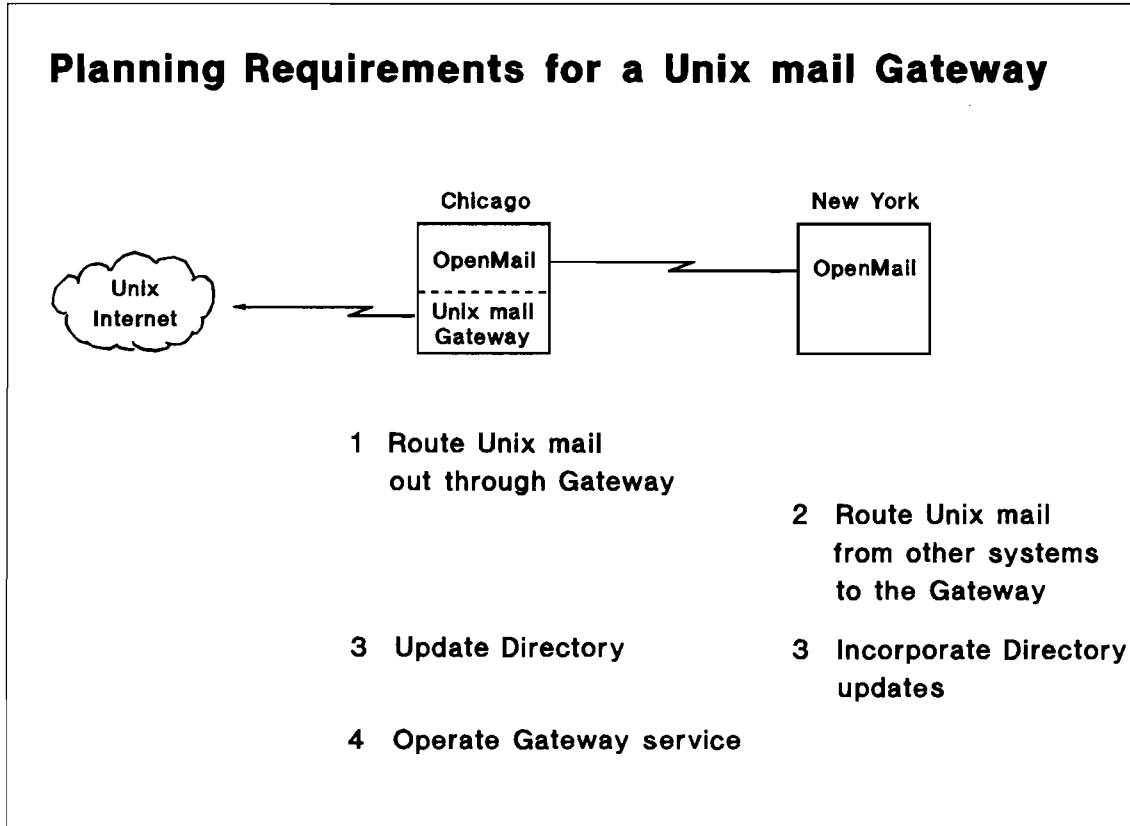 Planning Requirements for a Unix mail Gateway
Chicago
New York
OpenMail
OpenMail
Unix
Internet
Unix mail
Gateway
1 Route Unix mail
out through Gateway
2 Route Unix mail
from other systems
to the Gateway
3 Update Directory
3 Incorporate Directory
updates
4 Operate Gateway service